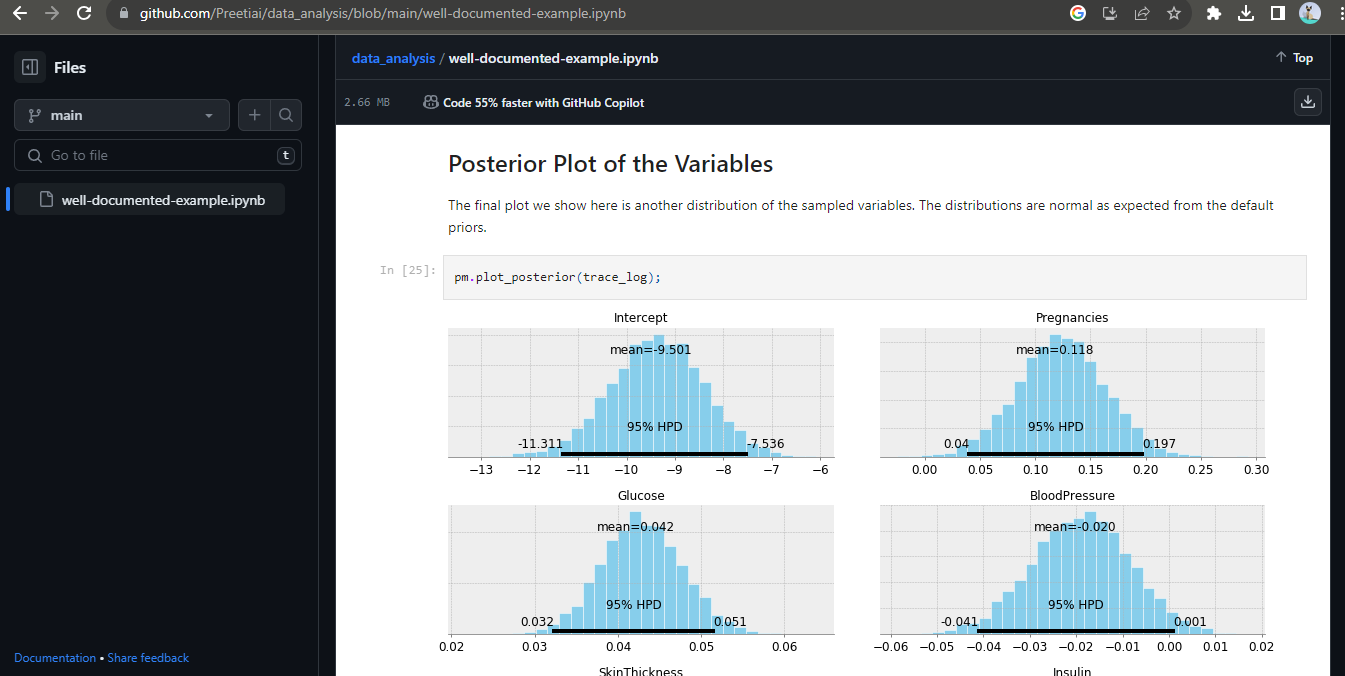 github.com/Preetiai/data_analysis/blob/main/well-documented-example.ipynb
Files
data_analysis / well-documented-example.ipynb
Top
main
2.66 MB
Code 55% faster with GitHub Copilot
Go to file
t
well-documented-example.ipynb
Posterior Plot of the Variables
The final plot we show here is another distribution of the sampled variables. The distributions are normal as expected from the default
priors.
In [25]:
pm.plot_posterior(trace_log);
Intercept
mean=-9.501
95% HPD
-11.311
-7.536
−13 −12 −11 −10 −9 −8 −7 −6
Pregnancies
mean=0.118
95% HPD
0.04
0.197
0.00 0.05 0.10 0.15 0.20 0.25 0.30
Glucose
mean=0.042
95% HPD
0.032
0.051
0.02 0.03 0.04 0.05 0.06
BloodPressure
mean=-0.020
95% HPD
-0.041
0.001
−0.06 −0.05 −0.04 −0.03 −0.02 −0.01 0.00 0.01 0.02
SkinThickness
Insulin
Documentation • Share feedback